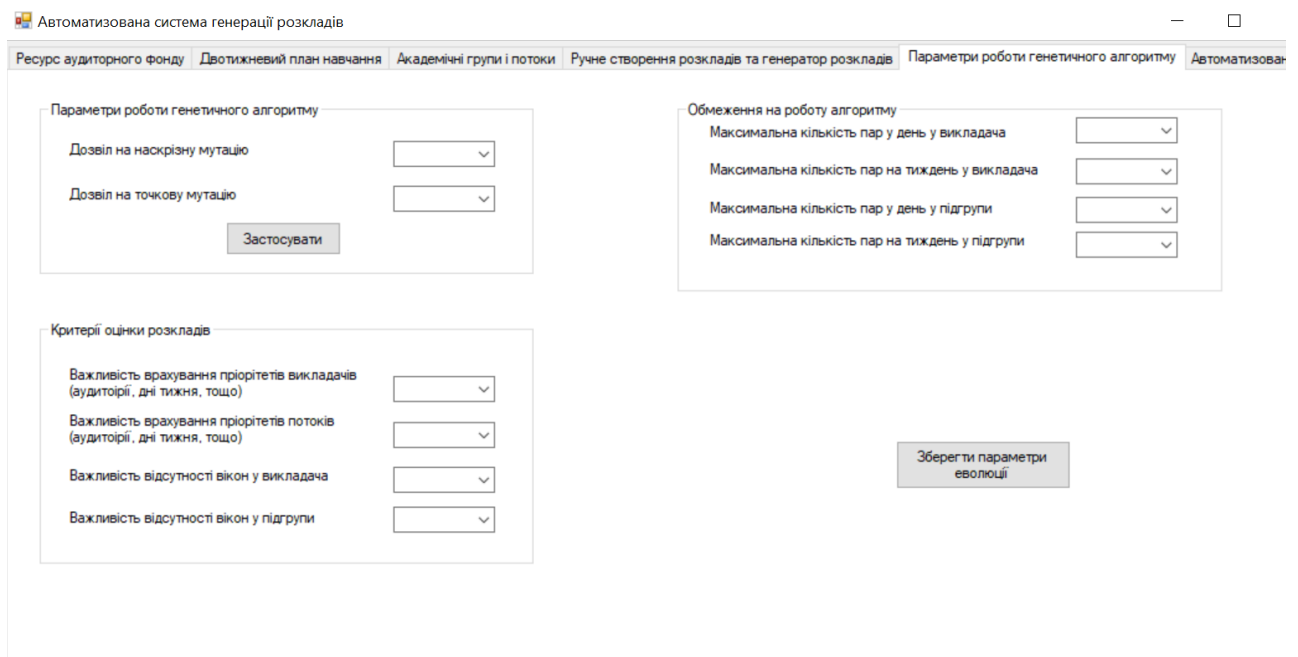 Автоматизована система генерації розкладів
Ресурс аудиторного фонду Двотижневий план навчання Академічні групи і потоки Ручне створення розкладів та генератор розкладів Параметри роботи генетичного алгоритму Автоматизован
Параметри роботи генетичного алгоритму
Дозвіл на наскрізну мутацію
Дозвіл на точкову мутацію
Застосувати
Обмеження на роботу алгоритму
Максимальна кількість пар у день у викладача
Максимальна кількість пар на тиждень у викладача
Максимальна кількість пар у день у підгрупи
Максимальна кількість пар на тиждень у підгрупи
Критерії оцінки розкладів
Важливість врахування пріорітетів викладачів
(аудитоірії, дні тижня, тощо)
Важливість врахування пріорітетів потоків
(аудитоірії, дні тижня, тощо)
Важливість відсутності вікон у викладача
Важливість відсутності вікон у підгрупи
Зберегти параметри
еволюції